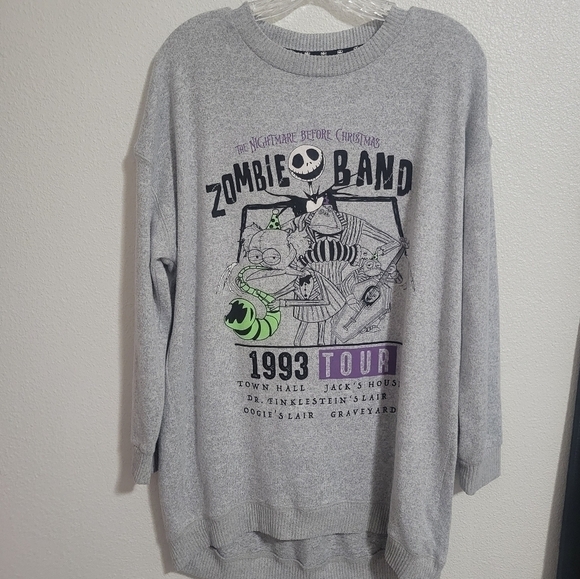 THE NIGHTMARE BEFORE CHRISTMAS
ZOMBIE BAND
1993 TOUR
TOWN HALL JACK'S HOUSE
DR. FINKLESTEIN'S LAIR
OOGIE'S LAIR GRAVEYARD